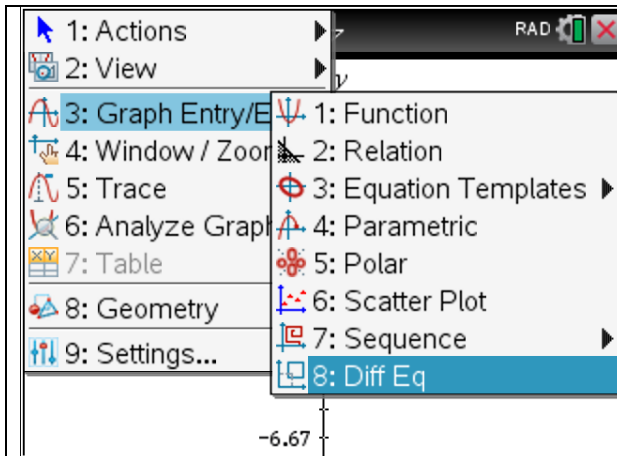 1: Actions
RAD
2: View
y
3: Graph Entry/E
1: Function
4: Window / Zoor
2: Relation
5: Trace
3: Equation Templates
6: Analyze Grap
4: Parametric
7: Table
5: Polar
8: Geometry
6: Scatter Plot
9: Settings...
7: Sequence
8: Diff Eq
-6.67